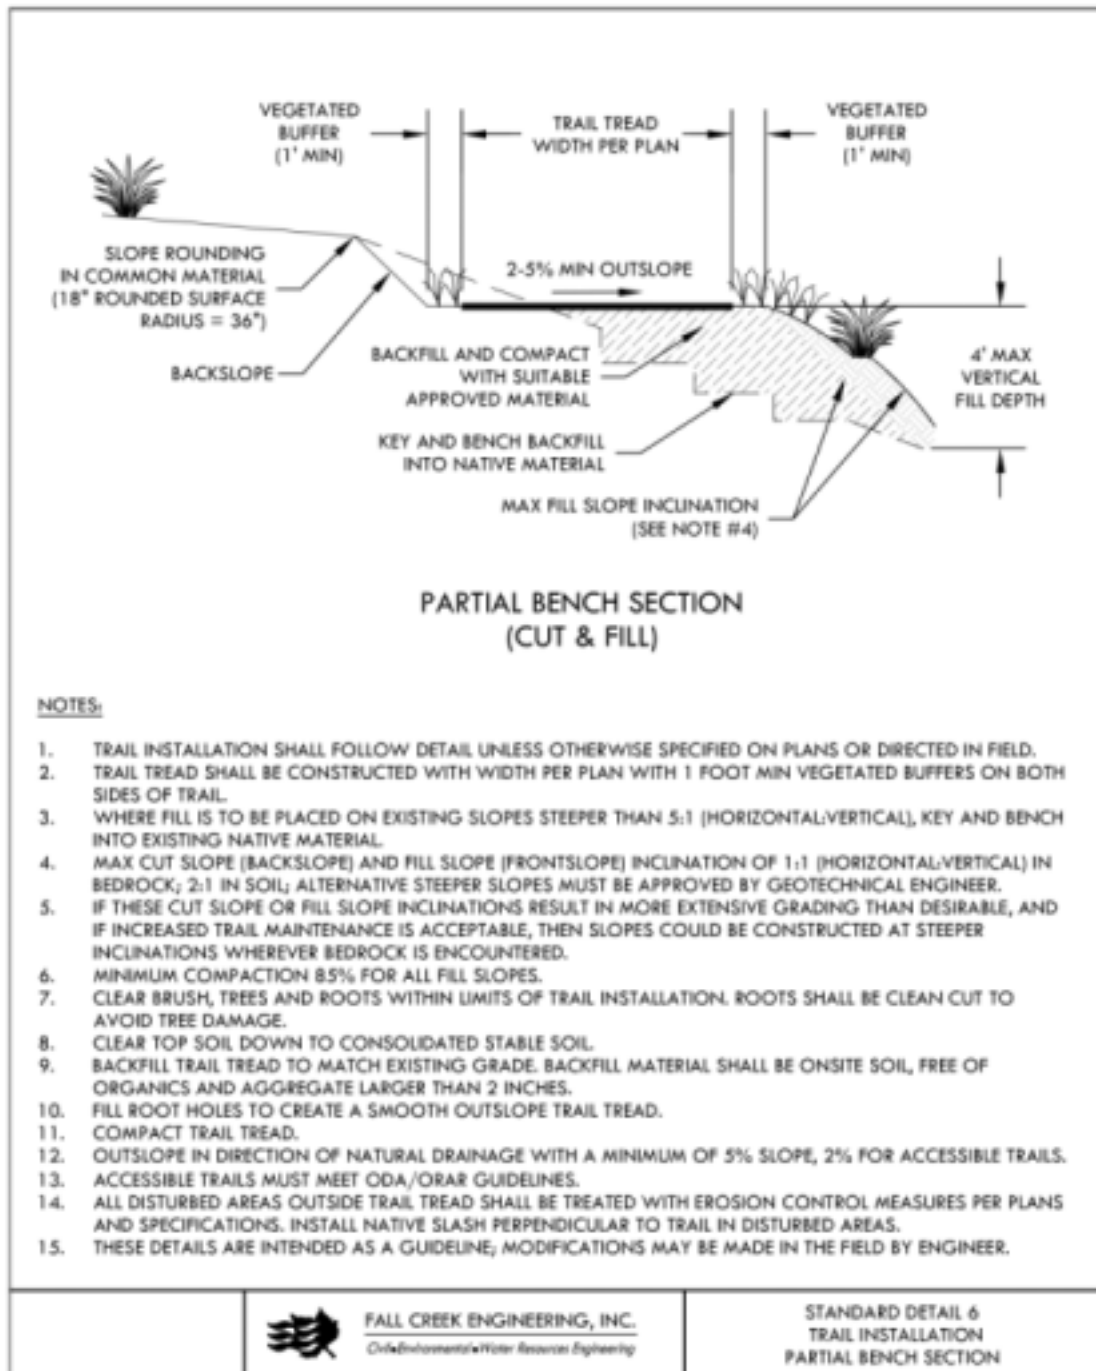 VEGETATED
BUFFER
(1' MIN)
TRAIL TREAD
WIDTH PER PLAN
VEGETATED
BUFFER
(1' MIN)
SLOPE ROUNDING
IN COMMON MATERIAL
(18" ROUNDED SURFACE
RADIUS = 36")
2-5% MIN OUTSLOPE
BACKSLOPE
BACKFILL AND COMPACT
WITH SUITABLE
APPROVED MATERIAL
4' MAX
VERTICAL
FILL DEPTH
KEY AND BENCH BACKFILL
INTO NATIVE MATERIAL
MAX FILL SLOPE INCLINATION
(SEE NOTE #4)
PARTIAL BENCH SECTION
(CUT & FILL)
NOTES:
1. TRAIL INSTALLATION SHALL FOLLOW DETAIL UNLESS OTHERWISE SPECIFIED ON PLANS OR DIRECTED IN FIELD.
2. TRAIL TREAD SHALL BE CONSTRUCTED WITH WIDTH PER PLAN WITH 1 FOOT MIN VEGETATED BUFFERS ON BOTH
SIDES OF TRAIL.
3. WHERE FILL IS TO BE PLACED ON EXISTING SLOPES STEEPER THAN 5:1 (HORIZONTAL:VERTICAL), KEY AND BENCH
INTO EXISTING NATIVE MATERIAL.
4. MAX CUT SLOPE (BACKSLOPE) AND FILL SLOPE (FRONTSLOPE) INCLINATION OF 1:1 (HORIZONTAL:VERTICAL) IN
BEDROCK; 2:1 IN SOIL; ALTERNATIVE STEEPER SLOPES MUST BE APPROVED BY GEOTECHNICAL ENGINEER.
5. IF THESE CUT SLOPE OR FILL SLOPE INCLINATIONS RESULT IN MORE EXTENSIVE GRADING THAN DESIRABLE, AND
IF INCREASED TRAIL MAINTENANCE IS ACCEPTABLE, THEN SLOPES COULD BE CONSTRUCTED AT STEEPER
INCLINATIONS WHEREVER BEDROCK IS ENCOUNTERED.
6. MINIMUM COMPACTION 85% FOR ALL FILL SLOPES.
7. CLEAR BRUSH, TREES AND ROOTS WITHIN LIMITS OF TRAIL INSTALLATION. ROOTS SHALL BE CLEAN CUT TO
AVOID TREE DAMAGE.
8. CLEAR TOP SOIL DOWN TO CONSOLIDATED STABLE SOIL.
9. BACKFILL TRAIL TREAD TO MATCH EXISTING GRADE. BACKFILL MATERIAL SHALL BE ONSITE SOIL, FREE OF
ORGANICS AND AGGREGATE LARGER THAN 2 INCHES.
10. FILL ROOT HOLES TO CREATE A SMOOTH OUTSLOPE TRAIL TREAD.
11. COMPACT TRAIL TREAD.
12. OUTSLOPE IN DIRECTION OF NATURAL DRAINAGE WITH A MINIMUM OF 5% SLOPE, 2% FOR ACCESSIBLE TRAILS.
13. ACCESSIBLE TRAILS MUST MEET ODA/ORAR GUIDELINES.
14. ALL DISTURBED AREAS OUTSIDE TRAIL TREAD SHALL BE TREATED WITH EROSION CONTROL MEASURES PER PLANS
AND SPECIFICATIONS. INSTALL NATIVE SLASH PERPENDICULAR TO TRAIL IN DISTURBED AREAS.
15. THESE DETAILS ARE INTENDED AS A GUIDELINE; MODIFICATIONS MAY BE MADE IN THE FIELD BY ENGINEER.
FALL CREEK ENGINEERING, INC.
Civil•Environmental•Water Resources Engineering
STANDARD DETAIL 6
TRAIL INSTALLATION
PARTIAL BENCH SECTION